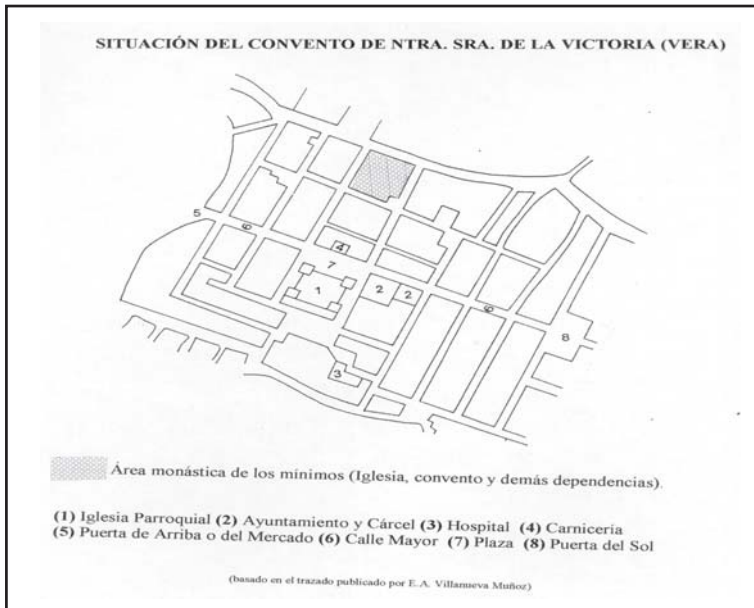 SITUACIÓN DEL CONVENTO DE NTRA. SRA. DE LA VICTORIA (VERA)
5
6
4
7
1
2
2
6
8
3
Área monástica de los mínimos (Iglesia, convento y demás dependencias).
(1) Iglesia Parroquial (2) Ayuntamiento y Cárcel (3) Hospital (4) Carnicería
(5) Puerta de Arriba o del Mercado (6) Calle Mayor (7) Plaza (8) Puerta del Sol
(basado en el trazado publicado por E.A. Villanueva Muñoz)